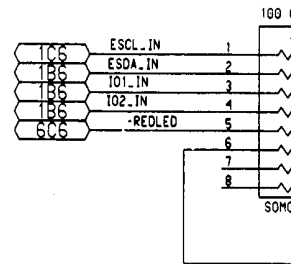 100
1C6 ESCL_IN 1
1B6 ESDA_IN 2
1B6 IO1_IN 3
1B6 IO2_IN 4
6C6 -REDLED 5
6
7
8
SOMC